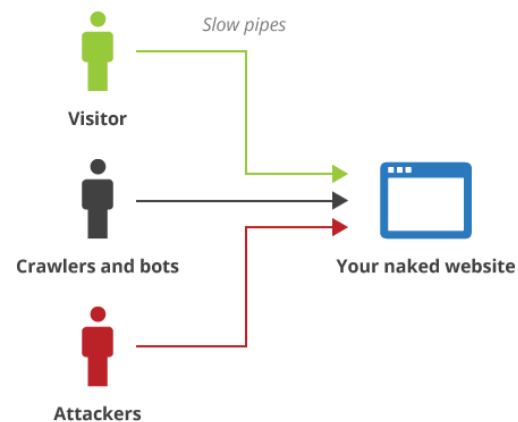 Slow pipes
Visitor
Crawlers and bots
Your naked website
Attackers